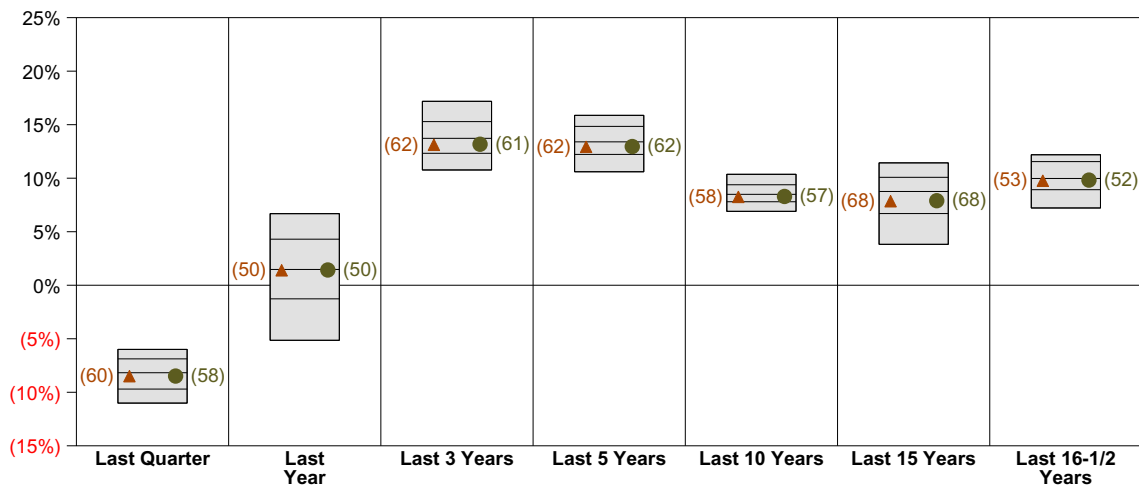 25%
20%
15%
10%
5%
0%
(5%)
(10%)
(15%)
(60) (58)
(50) (50)
(62) (61)
(62) (62)
(58) (57)
(68) (68)
(53) (52)
Last Quarter
Last
Year
Last 3 Years
Last 5 Years
Last 10 Years
Last 15 Years
Last 16-1/2
Years